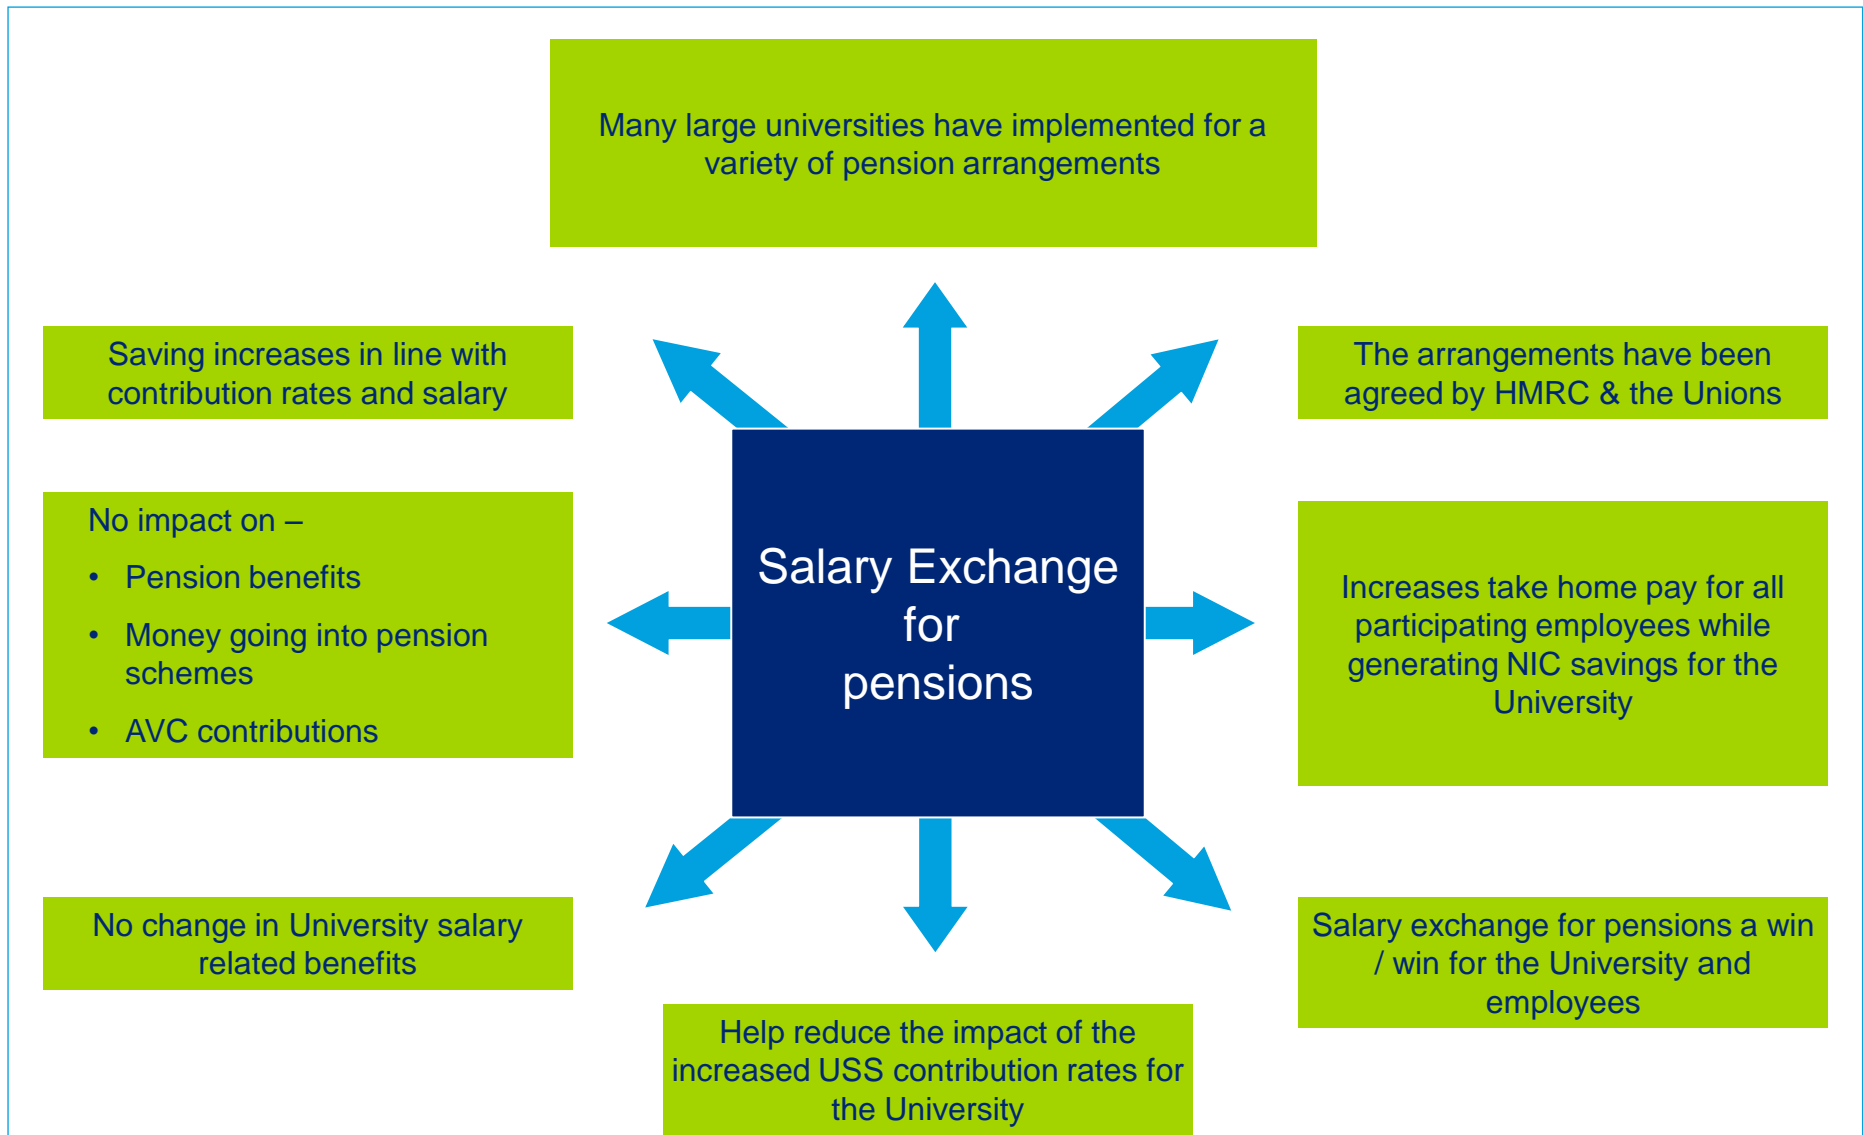 Many large universities have implemented for a
variety of pension arrangements
Saving increases in line with
contribution rates and salary
The arrangements have been
agreed by HMRC & the Unions
No impact on –
• Pension benefits
• Money going into pension
schemes
• AVC contributions
Salary Exchange
for
pensions
Increases take home pay for all
participating employees while
generating NIC savings for the
University
No change in University salary
related benefits
Salary exchange for pensions a win
/ win for the University and
employees
Help reduce the impact of the
increased USS contribution rates for
the University